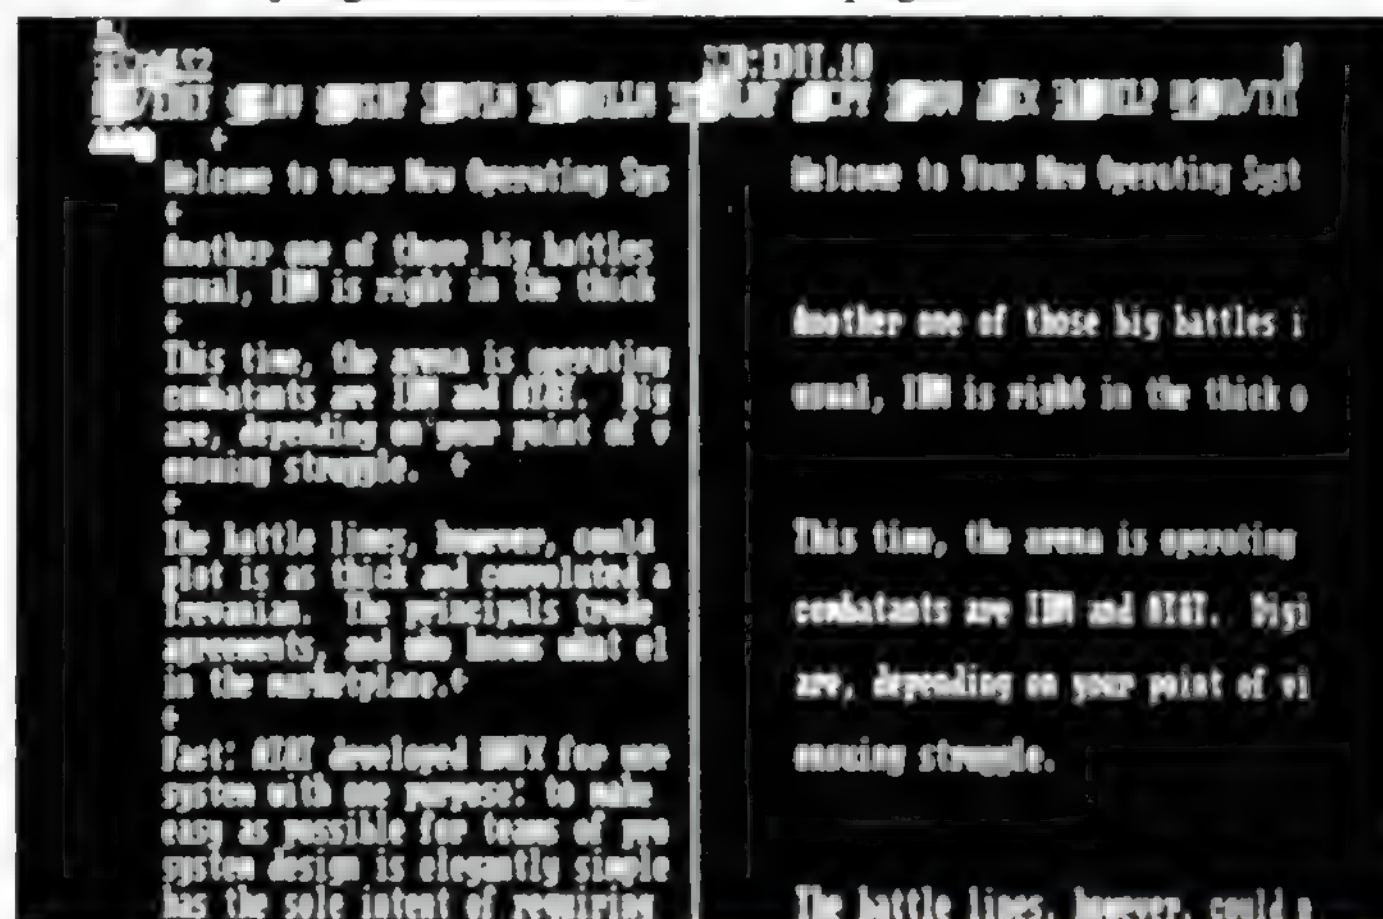 EDIT.10
Welcome to Your New Operating Sys
Another one of those big battles
usual, IBM is right in the thick
This time, the arena is operating
combatants are IBM and AT&T. Dig
are, depending on your point of v
ensuing struggle.
The battle lines, however, could
plot is as thick and convoluted a
The principals trade
agreements, and who knows what el
in the marketplace.
Fact: AT&T developed UNIX for one
system with one purpose: to make
easy as possible for teams of pro
system design is elegantly simple
has the sole intent of requiring
Welcome to Your New Operating Syst
Another one of those big battles i
usual, IBM is right in the thick o
This time, the arena is operating
combatants are IBM and AT&T. Digi
are, depending on your point of vi
ensuing struggle.
The battle lines, however, could